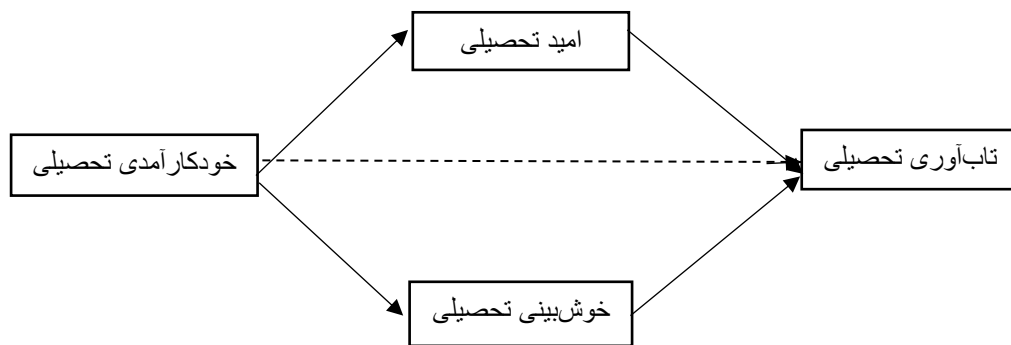 امید تحصیلی
خودکارآمدی تحصیلی
تاب‌آوری تحصیلی
خوش‌بینی تحصیلی